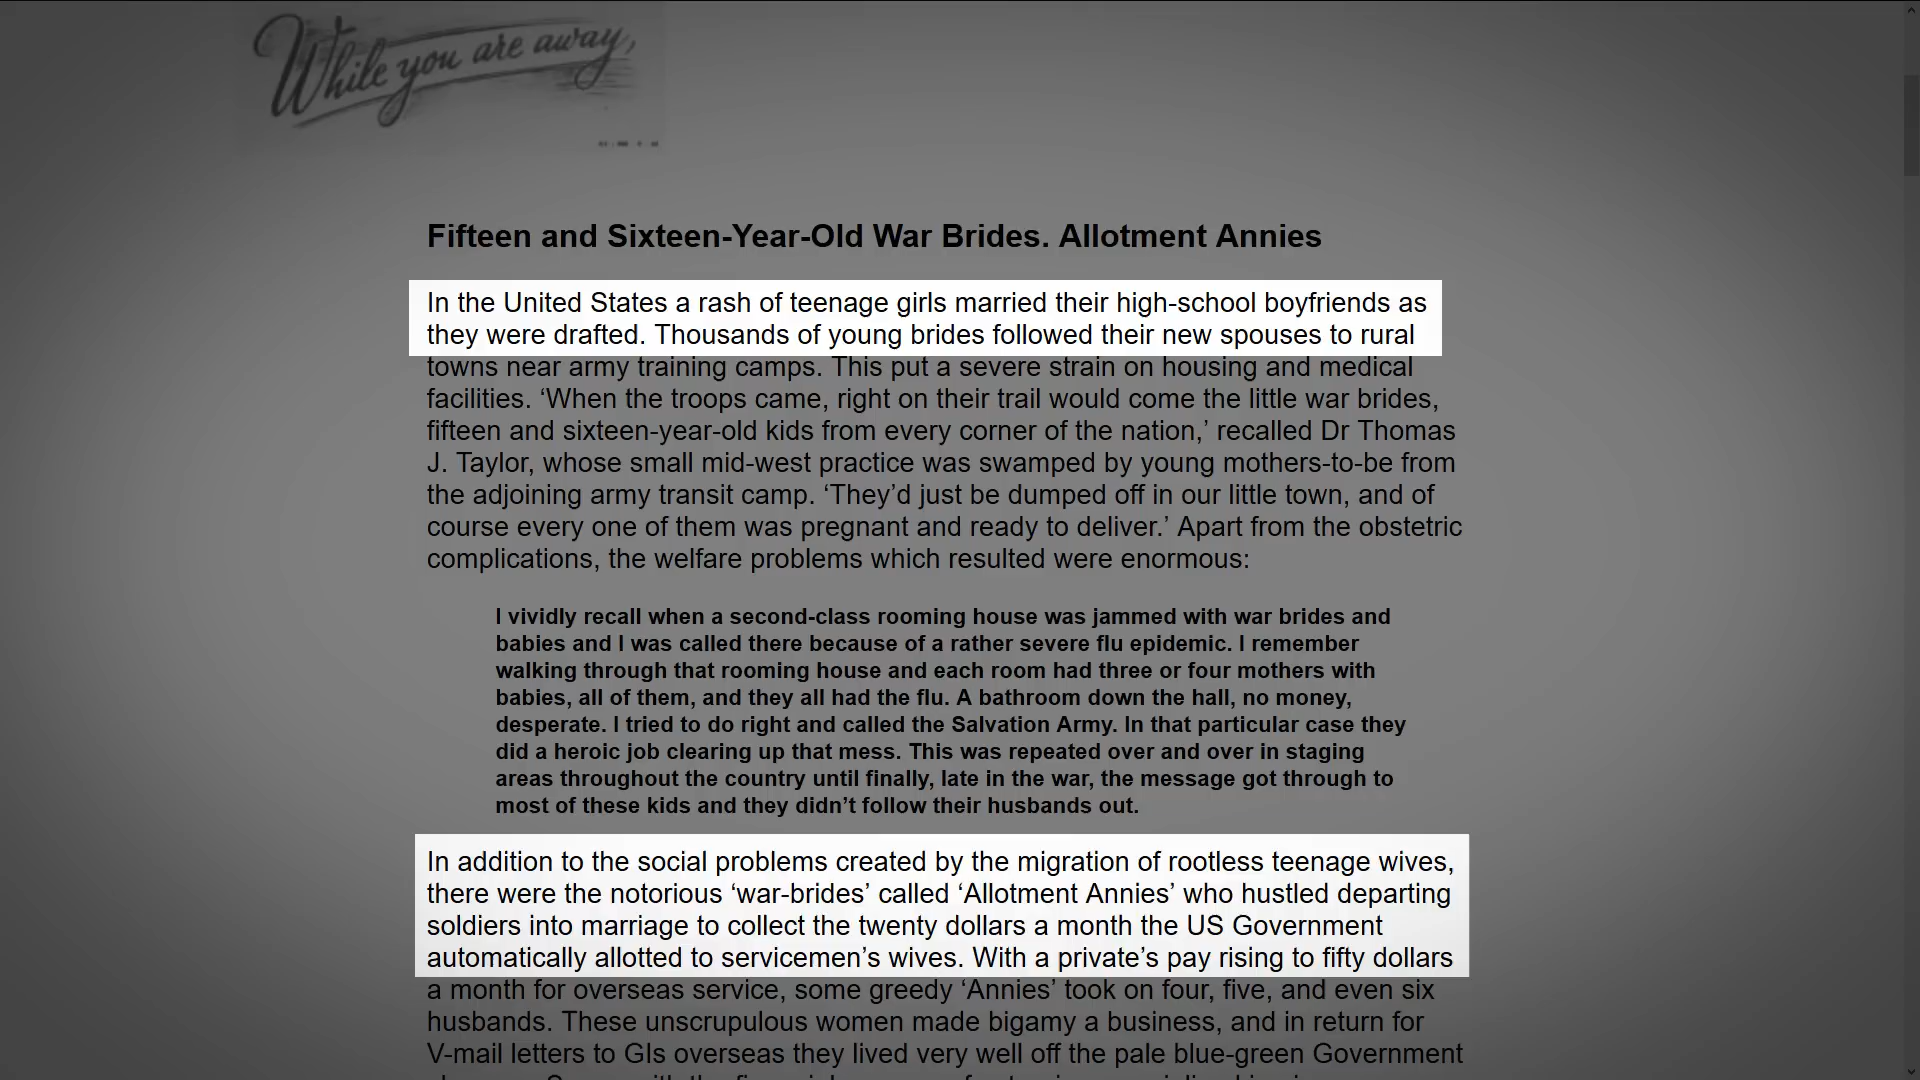 While you are away,
Fifteen and Sixteen-Year-Old War Brides. Allotment Annies
In the United States a rash of teenage girls married their high-school boyfriends as
they were drafted. Thousands of young brides followed their new spouses to rural
towns near army training camps. This put a severe strain on housing and medical
facilities. ‘When the troops came, right on their trail would come the little war brides,
fifteen and sixteen-year-old kids from every corner of the nation,’ recalled Dr Thomas
J. Taylor, whose small mid-west practice was swamped by young mothers-to-be from
the adjoining army transit camp. ‘They’d just be dumped off in our little town, and of
course every one of them was pregnant and ready to deliver.’ Apart from the obstetric
complications, the welfare problems which resulted were enormous:
I vividly recall when a second-class rooming house was jammed with war brides and
babies and I was called there because of a rather severe flu epidemic. I remember
walking through that rooming house and each room had three or four mothers with
babies, all of them, and they all had the flu. A bathroom down the hall, no money,
desperate. I tried to do right and called the Salvation Army. In that particular case they
did a heroic job clearing up that mess. This was repeated over and over in staging
areas throughout the country until finally, late in the war, the message got through to
most of these kids and they didn’t follow their husbands out.
In addition to the social problems created by the migration of rootless teenage wives,
there were the notorious ‘war-brides’ called ‘Allotment Annies’ who hustled departing
soldiers into marriage to collect the twenty dollars a month the US Government
automatically allotted to servicemen’s wives. With a private’s pay rising to fifty dollars
a month for overseas service, some greedy ‘Annies’ took on four, five, and even six
husbands. These unscrupulous women made bigamy a business, and in return for
V-mail letters to GIs overseas they lived very well off the pale blue-green Government